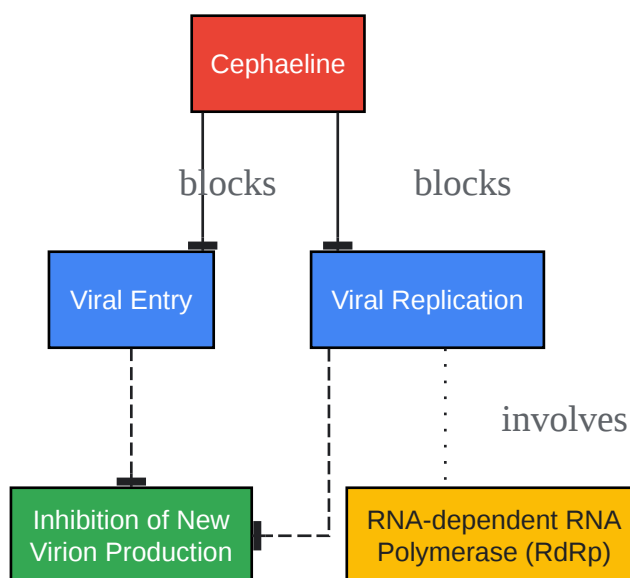 Cephaeline
blocks
blocks
Viral Entry
Viral Replication
involves
Inhibition of New
Virion Production
RNA-dependent RNA
Polymerase (RdRp)